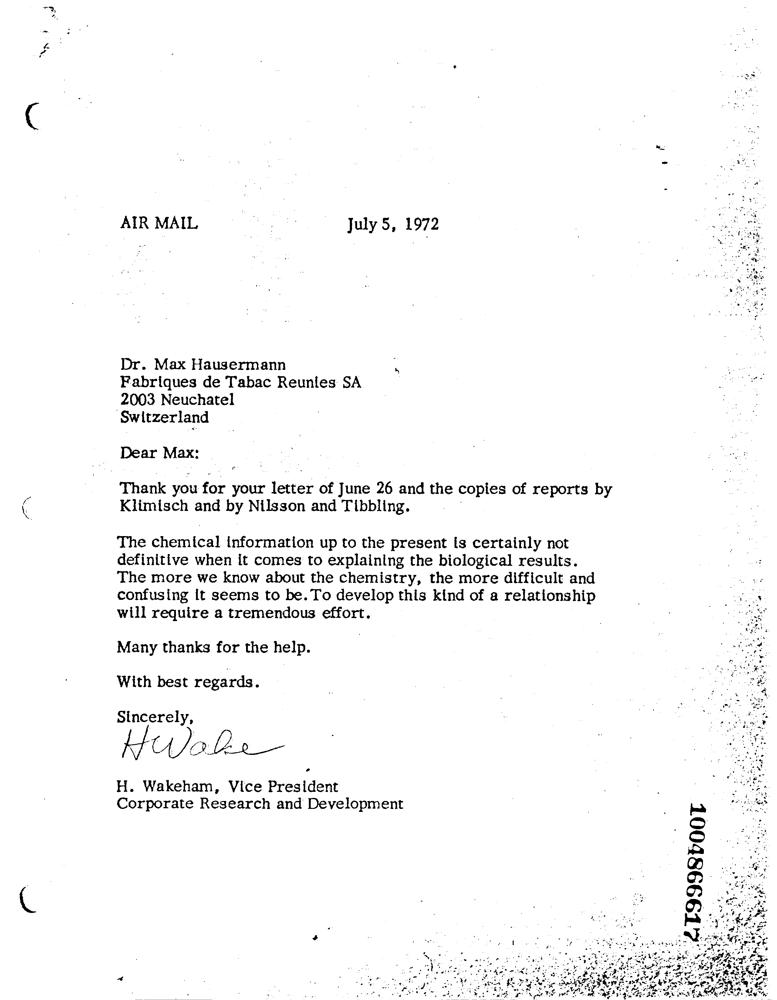 AIR MAIL
July 5, 1972
Dr. Max Hausermann
Fabriques de Tabac Reunies SA
2003 Neuchatel
Switzerland
Dear Max:
Thank you for your letter of June 26 and the copies of reports by
Klimisch and by Nilsson and Tibbling.
The chemical information up to the present is certainly not
definitive when it comes to explaining the biological results.
The more we know about the chemistry, the more difficult and
confusing it seems to be. To develop this kind of a relationship
will require a tremendous effort.
Many thanks for the help.
With best regards.
Sincerely,
HWake
H. Wakeham, Vice President
Corporate Research and Development
1004866617